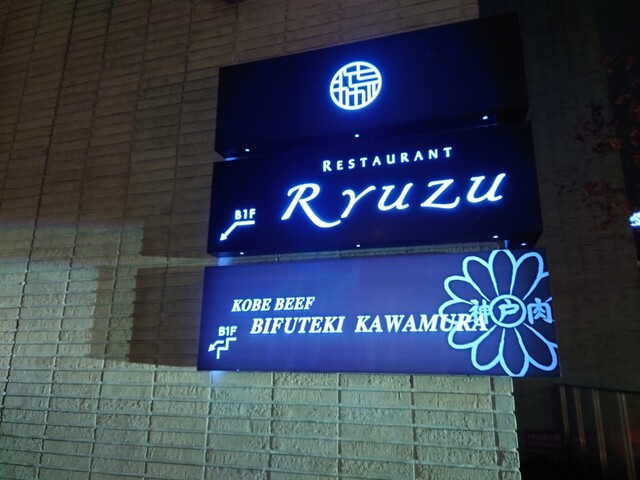 RESTAURANT
RYUZU
B1F
KOBE BEEF
BIFUTEKI KAWAMURA
B1F
神戸肉